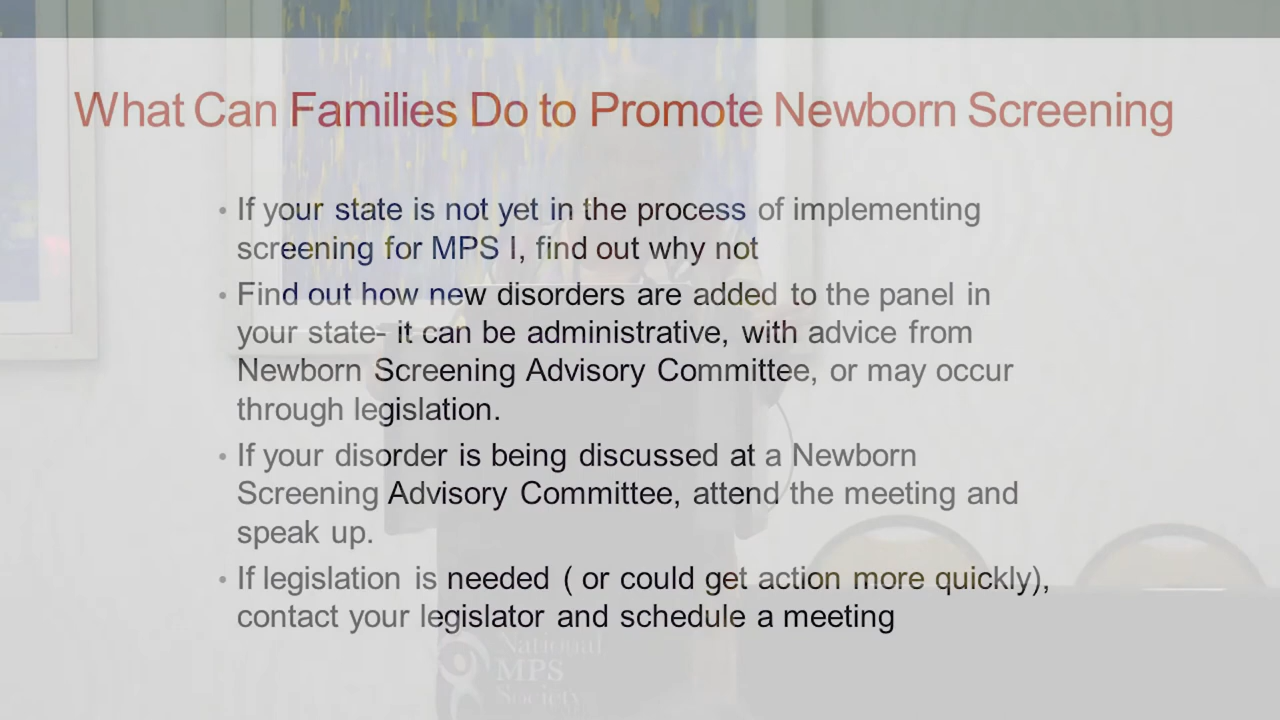 What Can Families Do to Promote Newborn Screening
• If your state is not yet in the process of implementing
screening for MPS I, find out why not
• Find out how new disorders are added to the panel in
your state- it can be administrative, with advice from
Newborn Screening Advisory Committee, or may occur
through legislation.
• If your disorder is being discussed at a Newborn
Screening Advisory Committee, attend the meeting and
speak up.
• If legislation is needed ( or could get action more quickly),
contact your legislator and schedule a meeting
National
MPS
Society